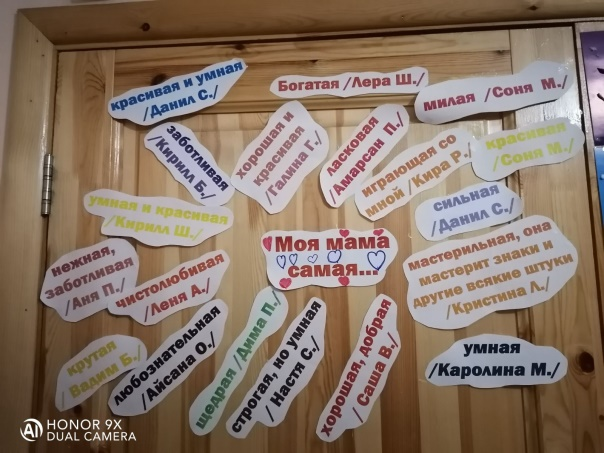 красивая и умная
/Данил С./
Богатая /Лера Ш./
милая /Соня М./
заботливая
/Кирилл Б./
хорошая и
красивая
/Галина Г./
ласковая
/Амарсан П./
играющая со
мной /Кира Р./
красивая
/Соня М./
умная и красивая
/Кирилл Ш./
сильная
/Данил С./
нежная,
заботливая
/Аня П./
чистолюбивая
/Леня А./
Моя мама
самая...
мастерильная, она
мастерит знаки и
другие всякие штуки
/Кристина Л./
крутая
/Вадим Б./
любознательная
/Айсана О./
щедрая /Дима П./
строгая, но умная
/Настя С./
хорошая, добрая
/Саша В./
умная
/Каролина М./
HONOR 9X
DUAL CAMERA